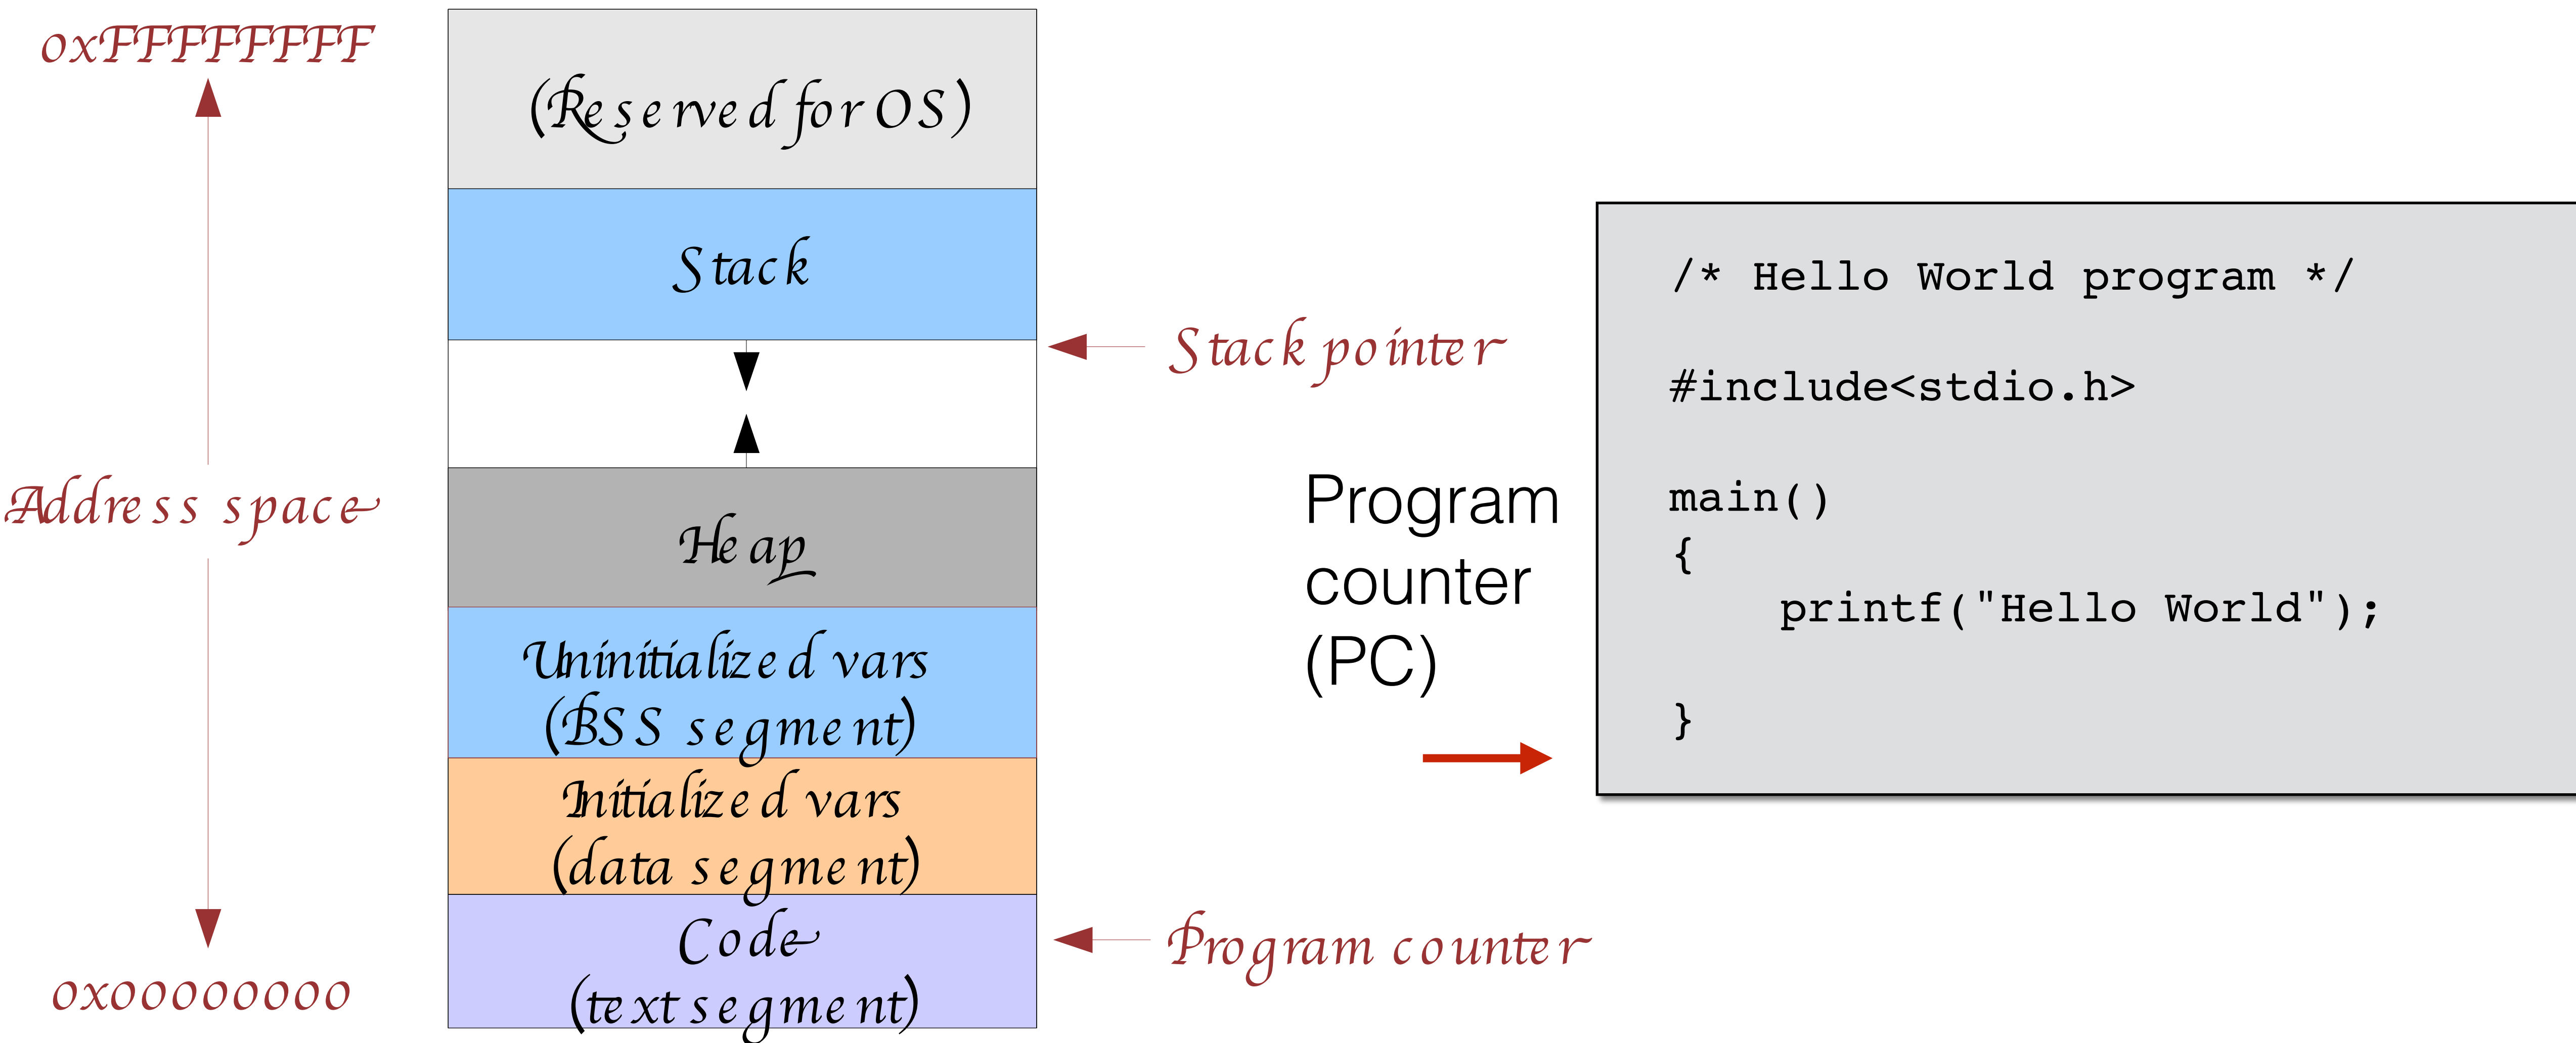 0xFFFFFFFF
Address space
0x00000000
(Reserved for OS)
Stack
Heap
Uninitialized vars
(BSS segment)
Initialized vars
(data segment)
Code
(text segment)
Stack pointer
Program counter
Program
counter
(PC)
/* Hello World program */
#include<stdio.h>
main()
{
    printf("Hello World");
}